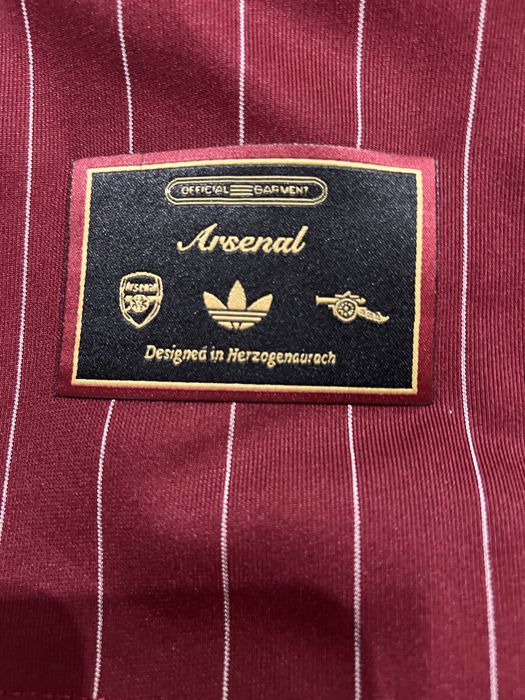 OFFICIAL GARMENT
Arsenal
Arsenal
Designed in Herzogenaurach